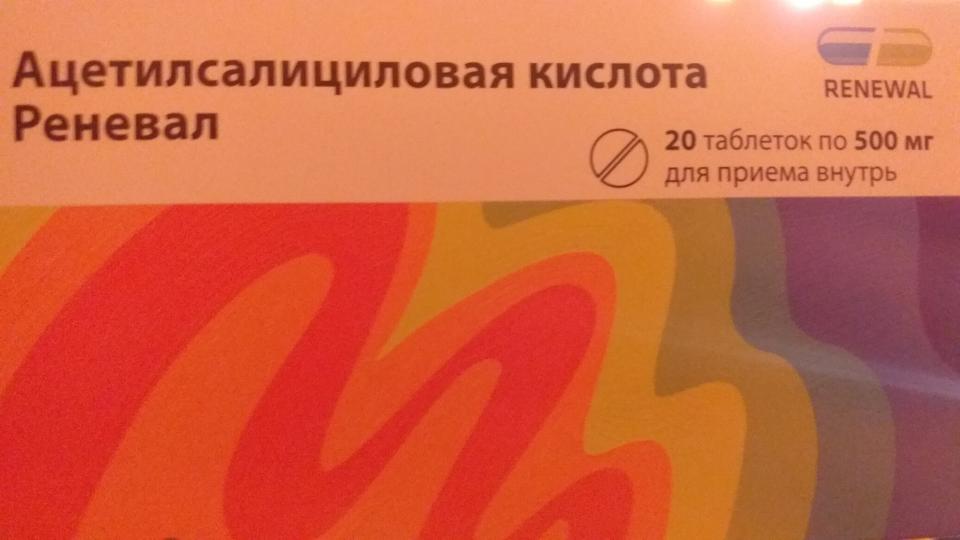 Ацетилсалициловая кислота
Реневал
RENEWAL
20 таблеток по 500 мг
для приема внутрь